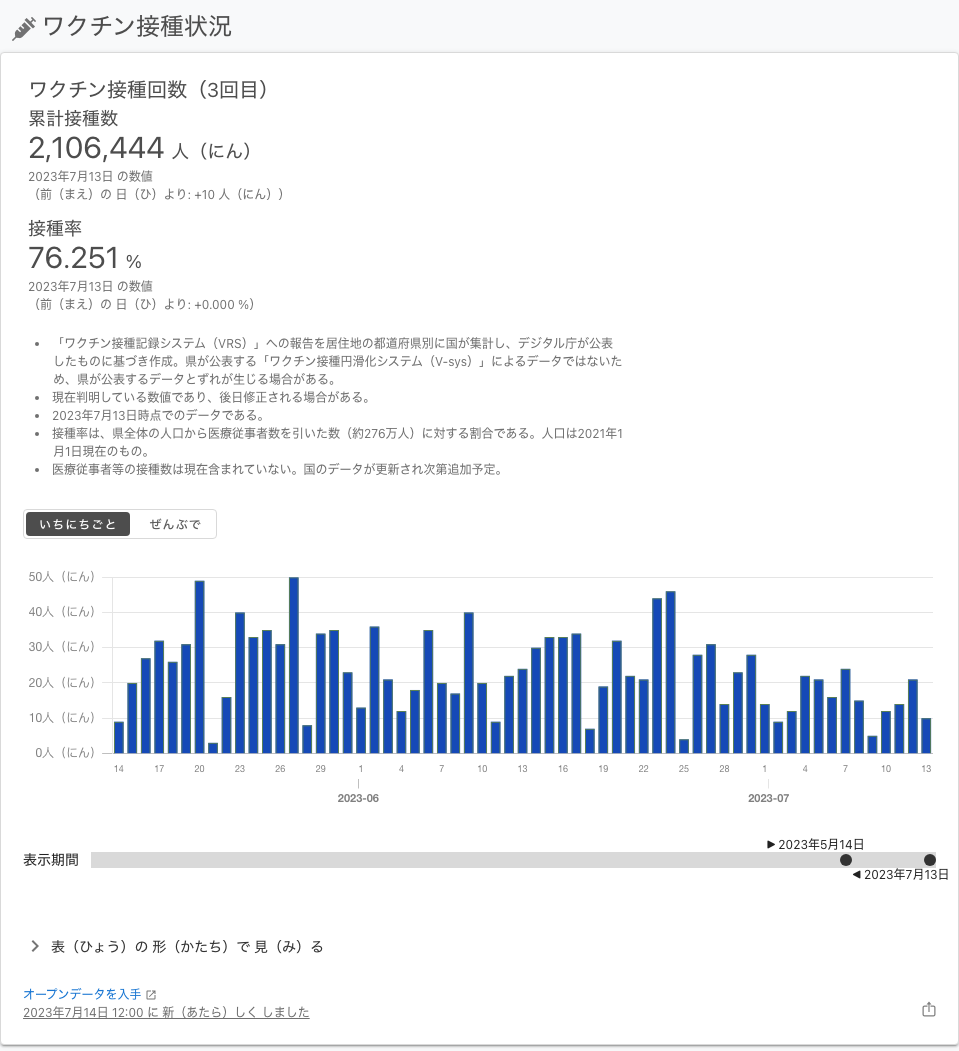 ワクチン接種状況
ワクチン接種回数（3回目）
累計接種数
2,106,444 人（にん）
2023年7月13日 の数値
（前（まえ）の 日（ひ）より: +10 人（にん））
接種率
76.251 %
2023年7月13日 の数値
（前（まえ）の 日（ひ）より: +0.000 %）
• 「ワクチン接種記録システム（VRS）」への報告を居住地の都道府県別に国が集計し、デジタル庁が公表
したものに基づき作成。県が公表する「ワクチン接種円滑化システム（V-sys）」によるデータではないた
め、県が公表するデータとずれが生じる場合がある。
• 現在判明している数値であり、後日修正される場合がある。
• 2023年7月13日時点でのデータである。
• 接種率は、県全体の人口から医療従事者数を引いた数（約276万人）に対する割合である。人口は2021年1
月1日現在のもの。
• 医療従事者等の接種数は現在含まれていない。国のデータが更新され次第追加予定。
いちにちごと ぜんぶで
50人（にん）
40人（にん）
30人（にん）
20人（にん）
10人（にん）
0人（にん）
14 17 20 23 26 29 1 4 7 10 13 16 19 22 25 28 1 4 7 10 13
2023-06 2023-07
▶ 2023年5月14日
表示期間
◀ 2023年7月13日
表（ひょう）の 形（かたち）で 見（み）る
オープンデータを入手
2023年7月14日 12:00 に 新（あたら）しく しました